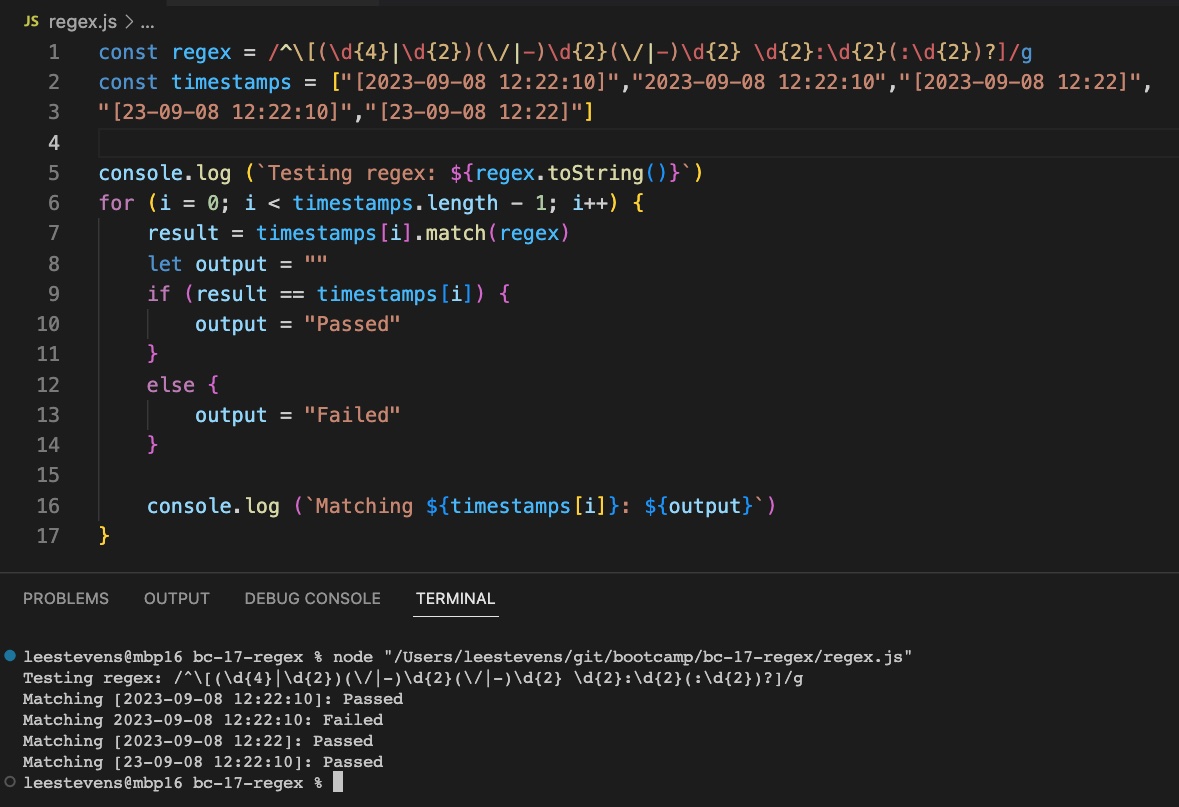 JS regex.js > ...
1 const regex = /^\[(\d{4}|\d{2})(\/|-)\d{2}(\/|-)\d{2} \d{2}:\d{2}(:\d{2})?]/g
2 const timestamps = ["[2023-09-08 12:22:10]","2023-09-08 12:22:10","[2023-09-08 12:22]",
3 "[23-09-08 12:22:10]","[23-09-08 12:22]"]
4
5 console.log (`Testing regex: ${regex.toString()}`)
6 for (i = 0; i < timestamps.length - 1; i++) {
7     result = timestamps[i].match(regex)
8     let output = ""
9     if (result == timestamps[i]) {
10         output = "Passed"
11     }
12     else {
13         output = "Failed"
14     }
15
16     console.log (`Matching ${timestamps[i]}: ${output}`)
17 }
PROBLEMS OUTPUT DEBUG CONSOLE TERMINAL
leestevens@mbp16 bc-17-regex % node "/Users/leestevens/git/bootcamp/bc-17-regex/regex.js"
Testing regex: /^\[(\d{4}|\d{2})(\/|-)\d{2}(\/|-)\d{2} \d{2}:\d{2}(:\d{2})?]/g
Matching [2023-09-08 12:22:10]: Passed
Matching 2023-09-08 12:22:10: Failed
Matching [2023-09-08 12:22]: Passed
Matching [23-09-08 12:22:10]: Passed
leestevens@mbp16 bc-17-regex %